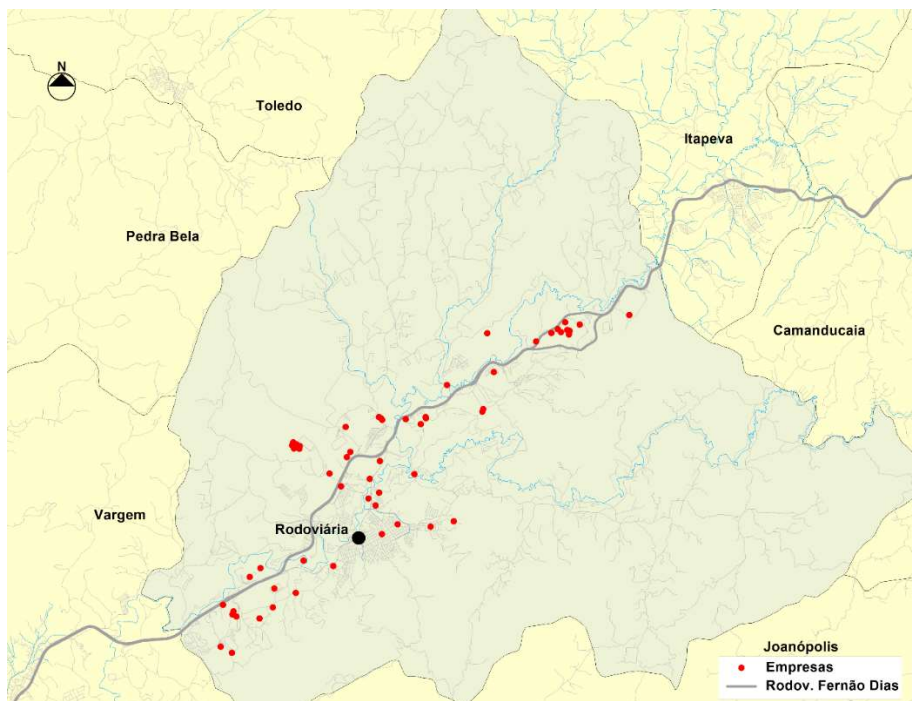 N
Toledo
Itapeva
Pedra Bela
Camanducaia
Vargem
Rodoviária
Joanópolis
Empresas
Rodov. Fernão Dias